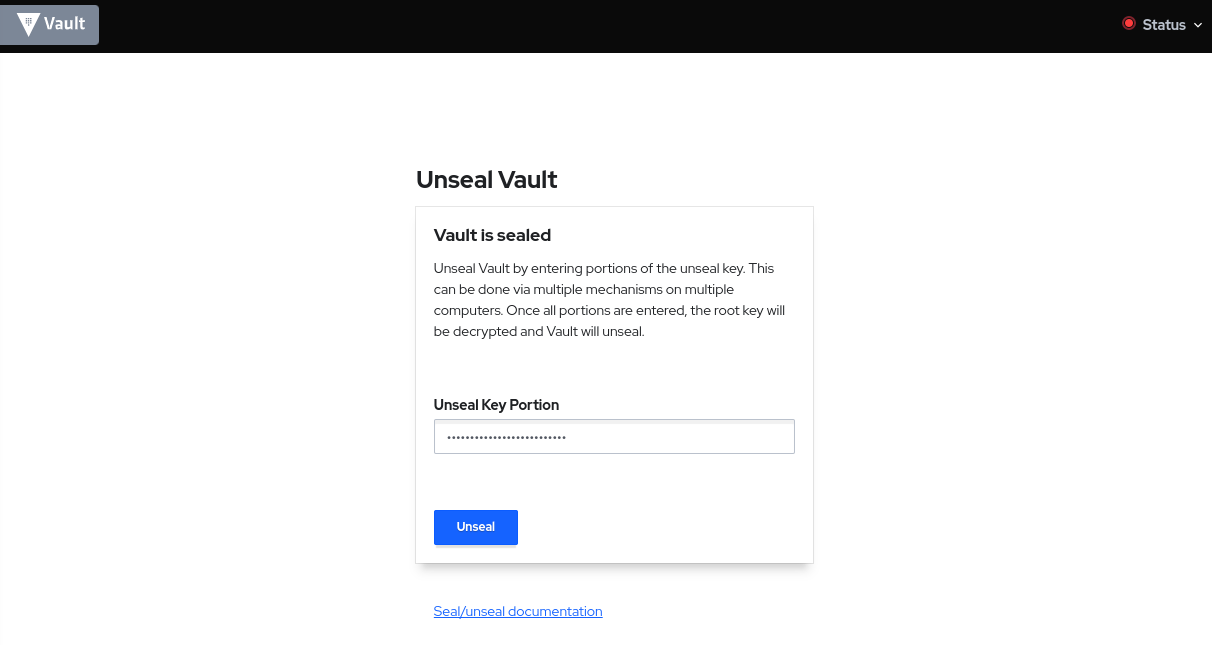 Vault
Status
Unseal Vault
Vault is sealed
Unseal Vault by entering portions of the unseal key. This
can be done via multiple mechanisms on multiple
computers. Once all portions are entered, the root key will
be decrypted and Vault will unseal.
Unseal Key Portion
••••••••••••••••••••••••••
Unseal
Seal/unseal documentation